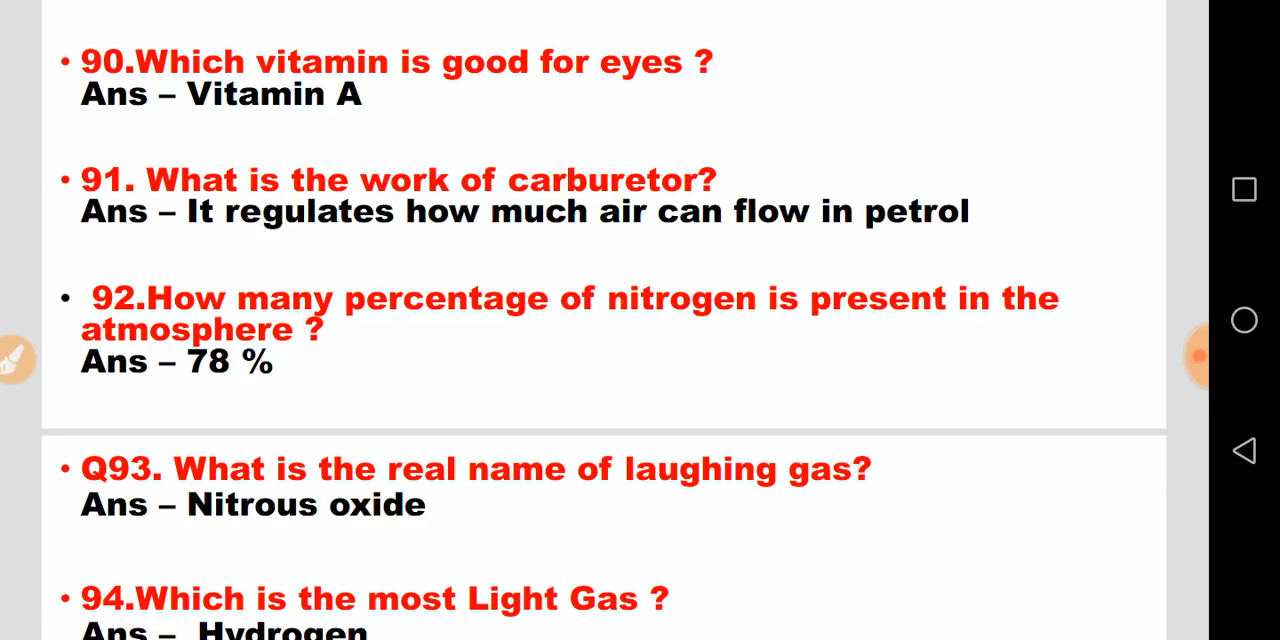 • 90.Which vitamin is good for eyes ?
Ans – Vitamin A
• 91. What is the work of carburetor?
Ans – It regulates how much air can flow in petrol
• 92.How many percentage of nitrogen is present in the
atmosphere ?
Ans – 78 %
• Q93. What is the real name of laughing gas?
Ans – Nitrous oxide
• 94.Which is the most Light Gas ?
Ans – Hydrogen